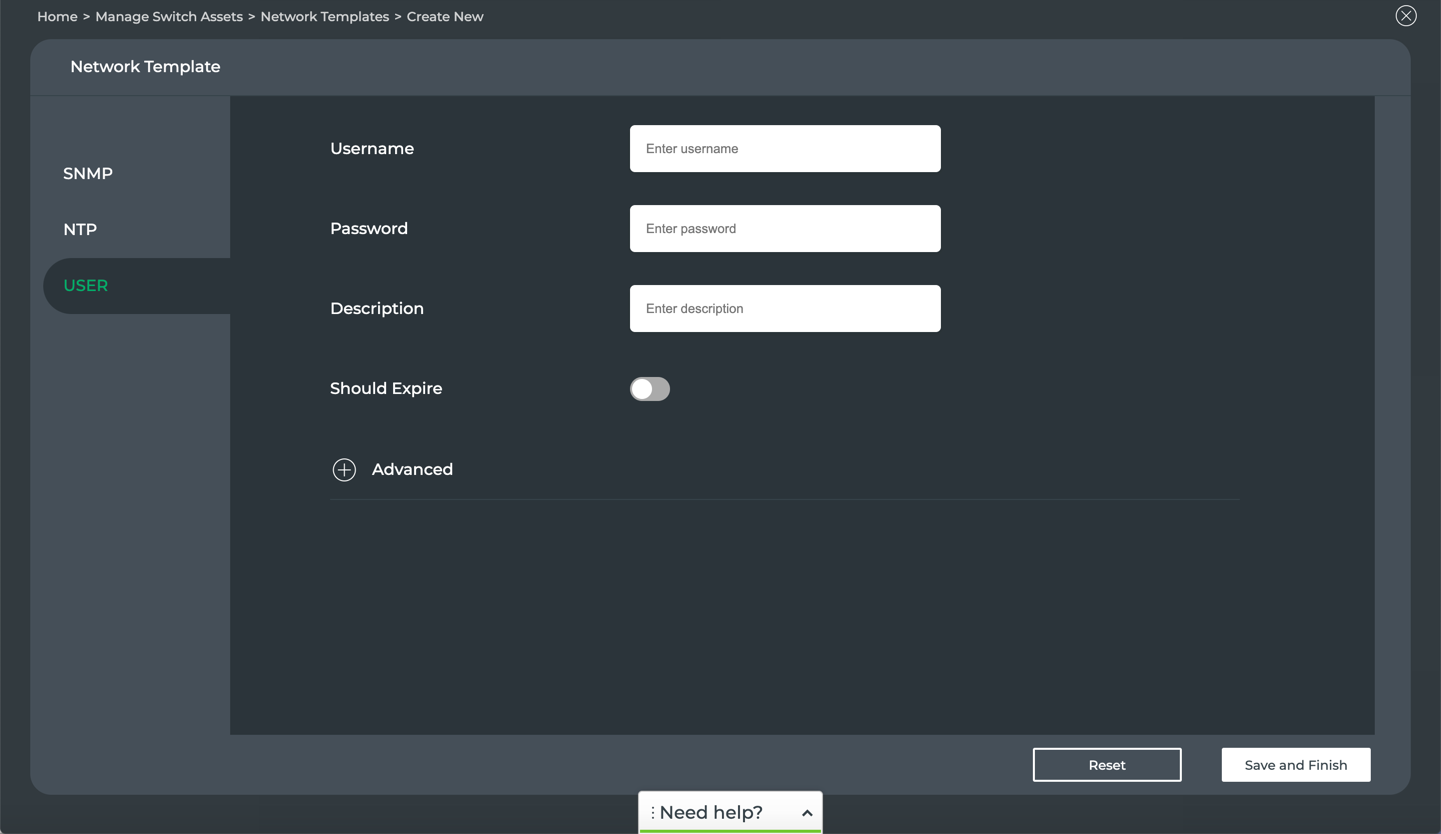 Home > Manage Switch Assets > Network Templates > Create New
Network Template
SNMP
NTP
USER
Username
Enter username
Password
Enter password
Description
Enter description
Should Expire
Advanced
Reset
Save and Finish
Need help?